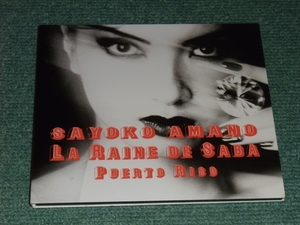 SAYOKO AMANO
LA RAINE DE SABA
PUERTO RICO